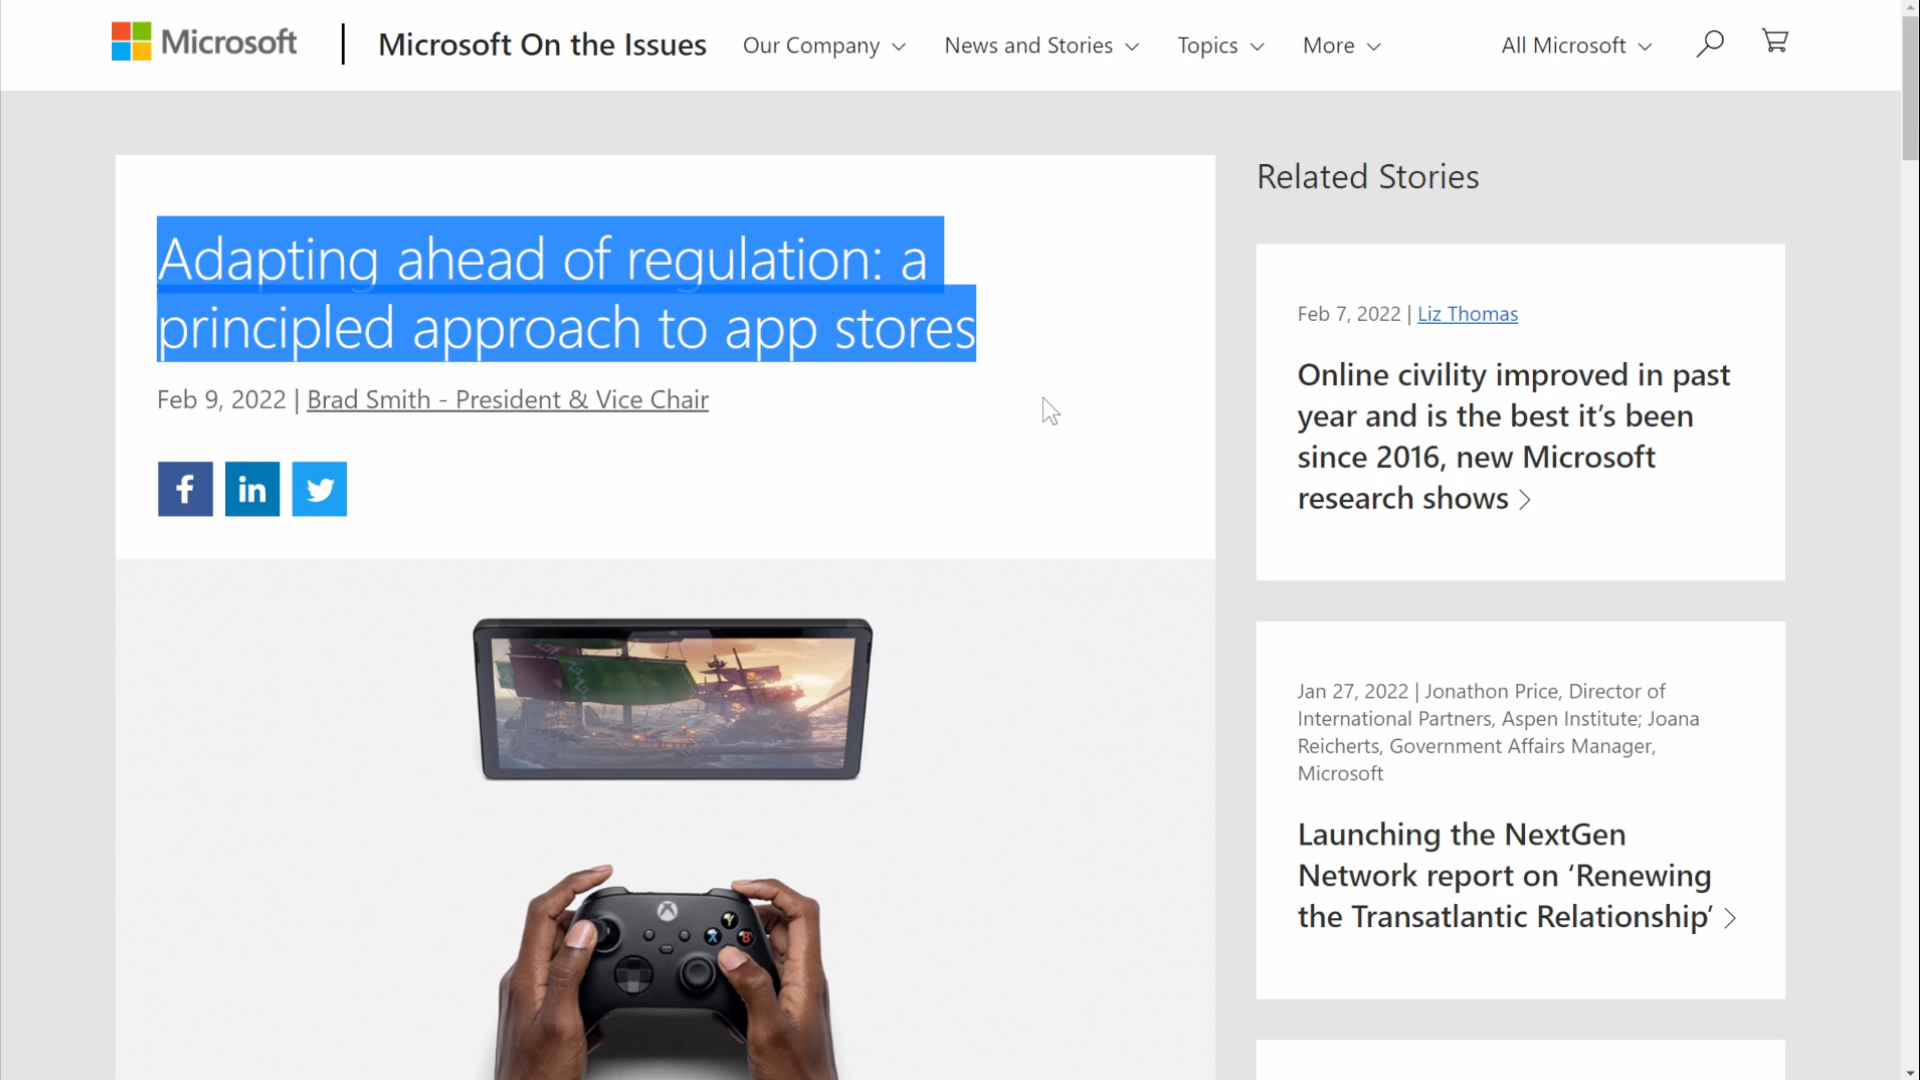 Microsoft
Microsoft On the Issues
Our Company
News and Stories
Topics
More
All Microsoft
Adapting ahead of regulation: a
principled approach to app stores
Feb 9, 2022 | Brad Smith - President & Vice Chair
f
in
Related Stories
Feb 7, 2022 | Liz Thomas
Online civility improved in past
year and is the best it’s been
since 2016, new Microsoft
research shows
Jan 27, 2022 | Jonathon Price, Director of
International Partners, Aspen Institute; Joana
Reicherts, Government Affairs Manager,
Microsoft
Launching the NextGen
Network report on ‘Renewing
the Transatlantic Relationship’
Y
X
B